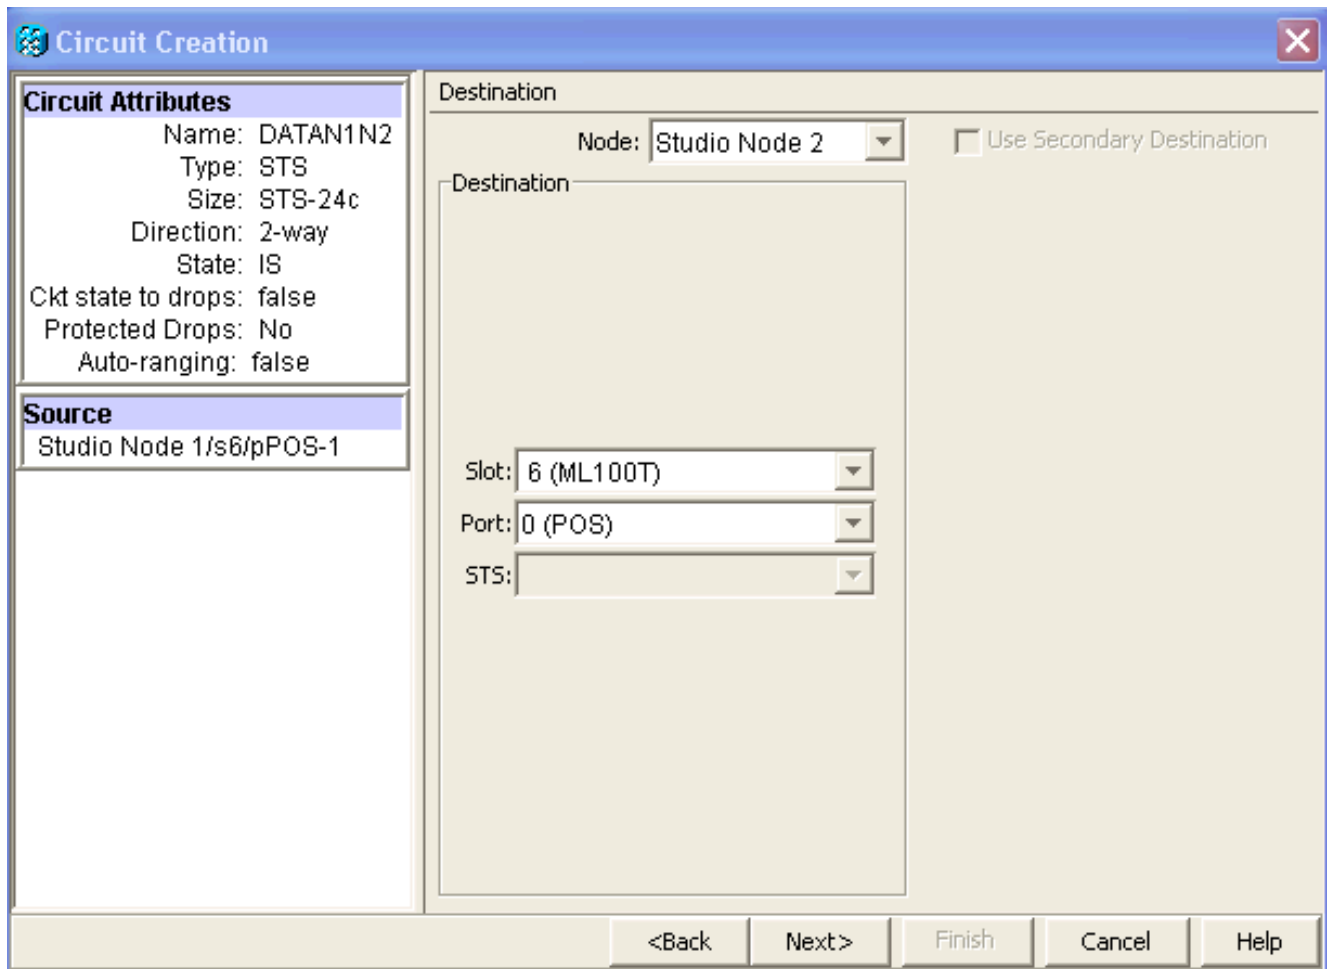 Circuit Creation
Circuit Attributes
Name: DATAN1N2
Type: STS
Size: STS-24c
Direction: 2-way
State: IS
Ckt state to drops: false
Protected Drops: No
Auto-ranging: false
Source
Studio Node 1/s6/pPOS-1
Destination
Node: Studio Node 2
Use Secondary Destination
Destination
Slot: 6 (ML100T)
Port: 0 (POS)
STS:
<Back Next> Finish Cancel Help